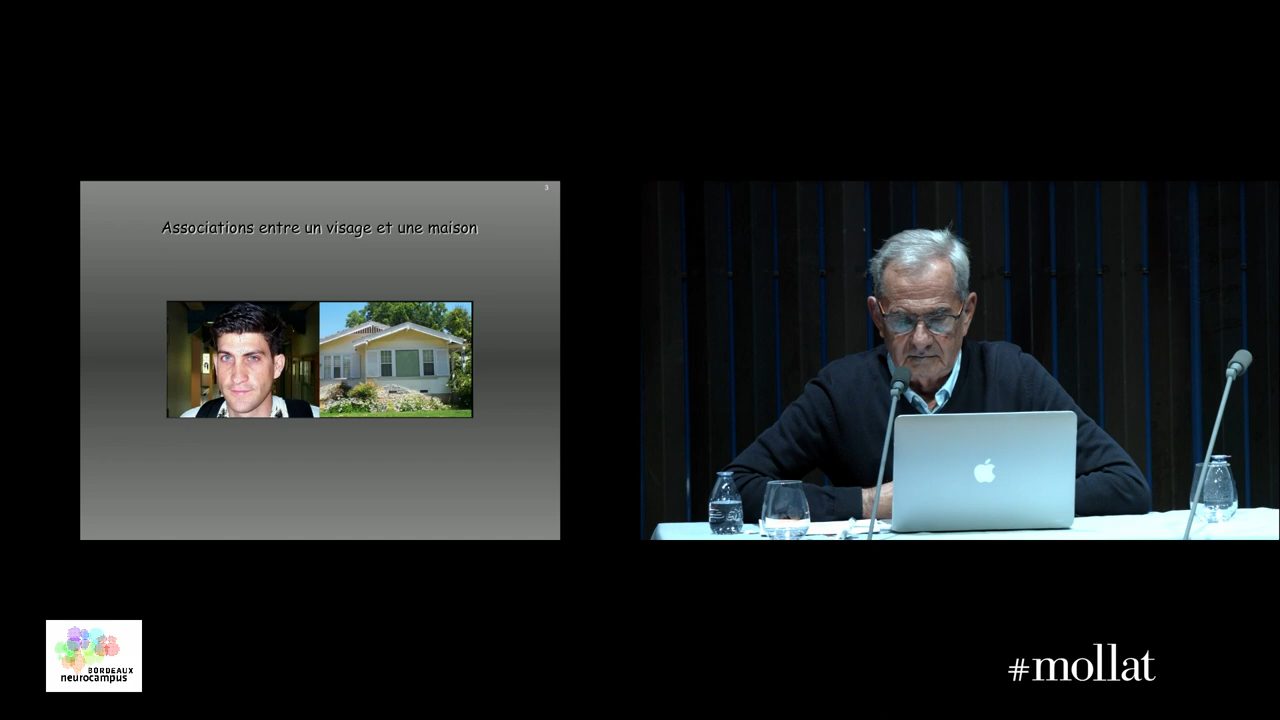 3
Associations entre un visage et une maison
BORDEAUX
neurocampus
#mollat